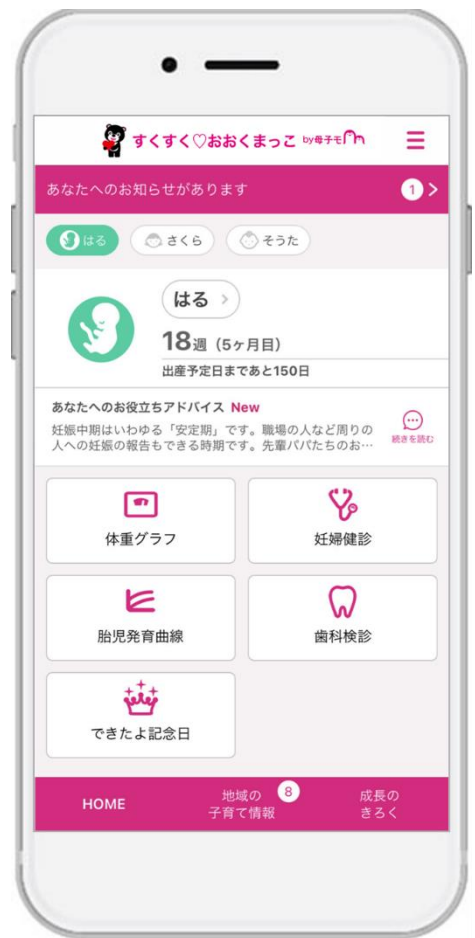 すくすく♡おおくまっこ by母子モ
あなたへのお知らせがあります 1
はる さくら そうた
はる
18週（5ヶ月目）
出産予定日まであと150日
あなたへのお役立ちアドバイス New
妊娠中期はいわゆる「安定期」です。職場の人など周りの
人への妊娠の報告もできる時期です。先輩パパたちのお…
続きを読む
体重グラフ 妊婦健診
胎児発育曲線 歯科検診
できたよ記念日
HOME
地域の
子育て情報
8
成長の
きろく